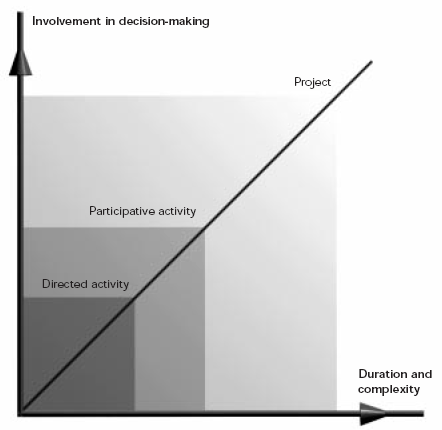 Involvement in decision-making
Project
Participative activity
Directed activity
Duration and
complexity